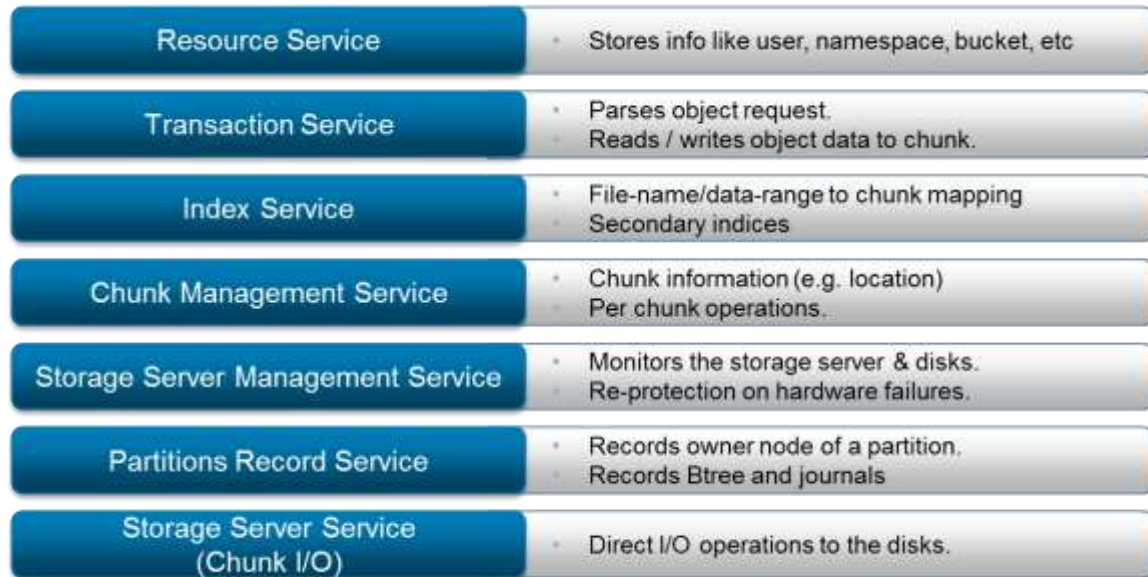 Resource Service
Stores info like user, namespace, bucket, etc
Transaction Service
Parses object request.
Reads / writes object data to chunk.
Index Service
File-name/data-range to chunk mapping
Secondary indices
Chunk Management Service
Chunk information (e.g. location)
Per chunk operations.
Storage Server Management Service
Monitors the storage server & disks.
Re-protection on hardware failures.
Partitions Record Service
Records owner node of a partition.
Records Btree and journals
Storage Server Service
(Chunk I/O)
Direct I/O operations to the disks.